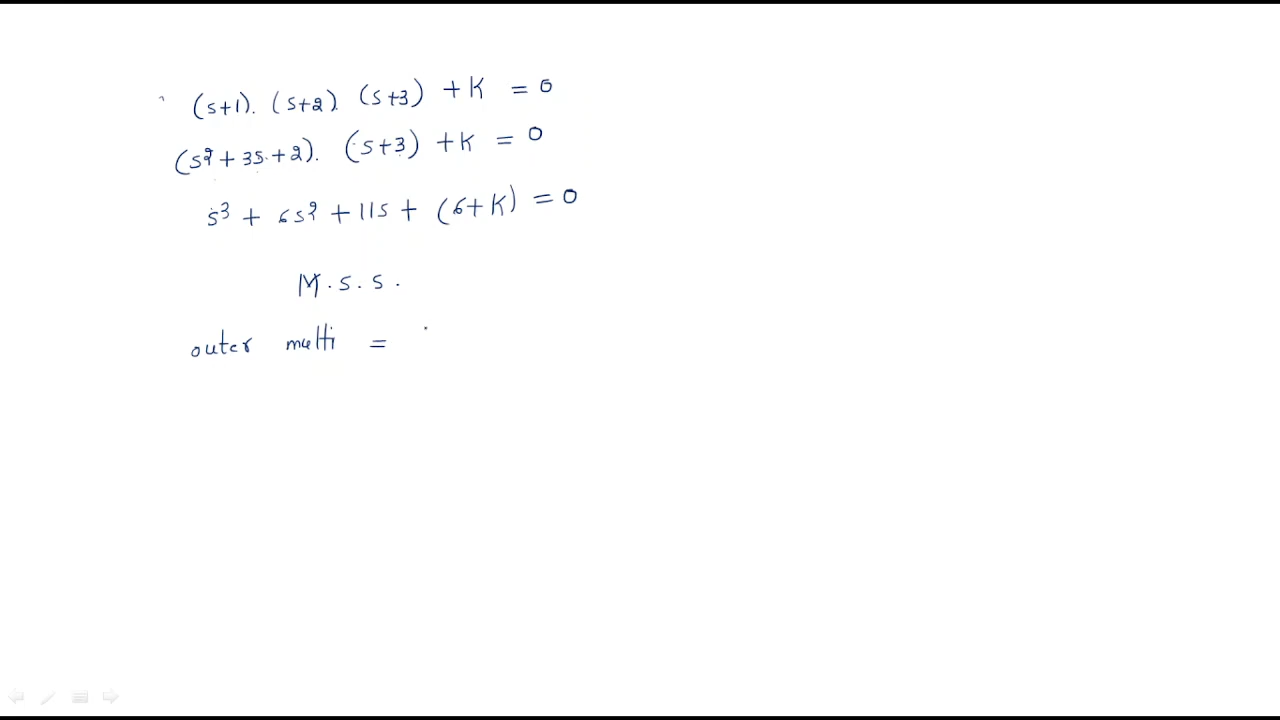 (s+1). (s+2). (s+3) + K = 0
(s² + 3s + 2). (s+3) + K = 0
s³ + 6s² + 11s + (6+K) = 0
M.S.S.
outer multi =